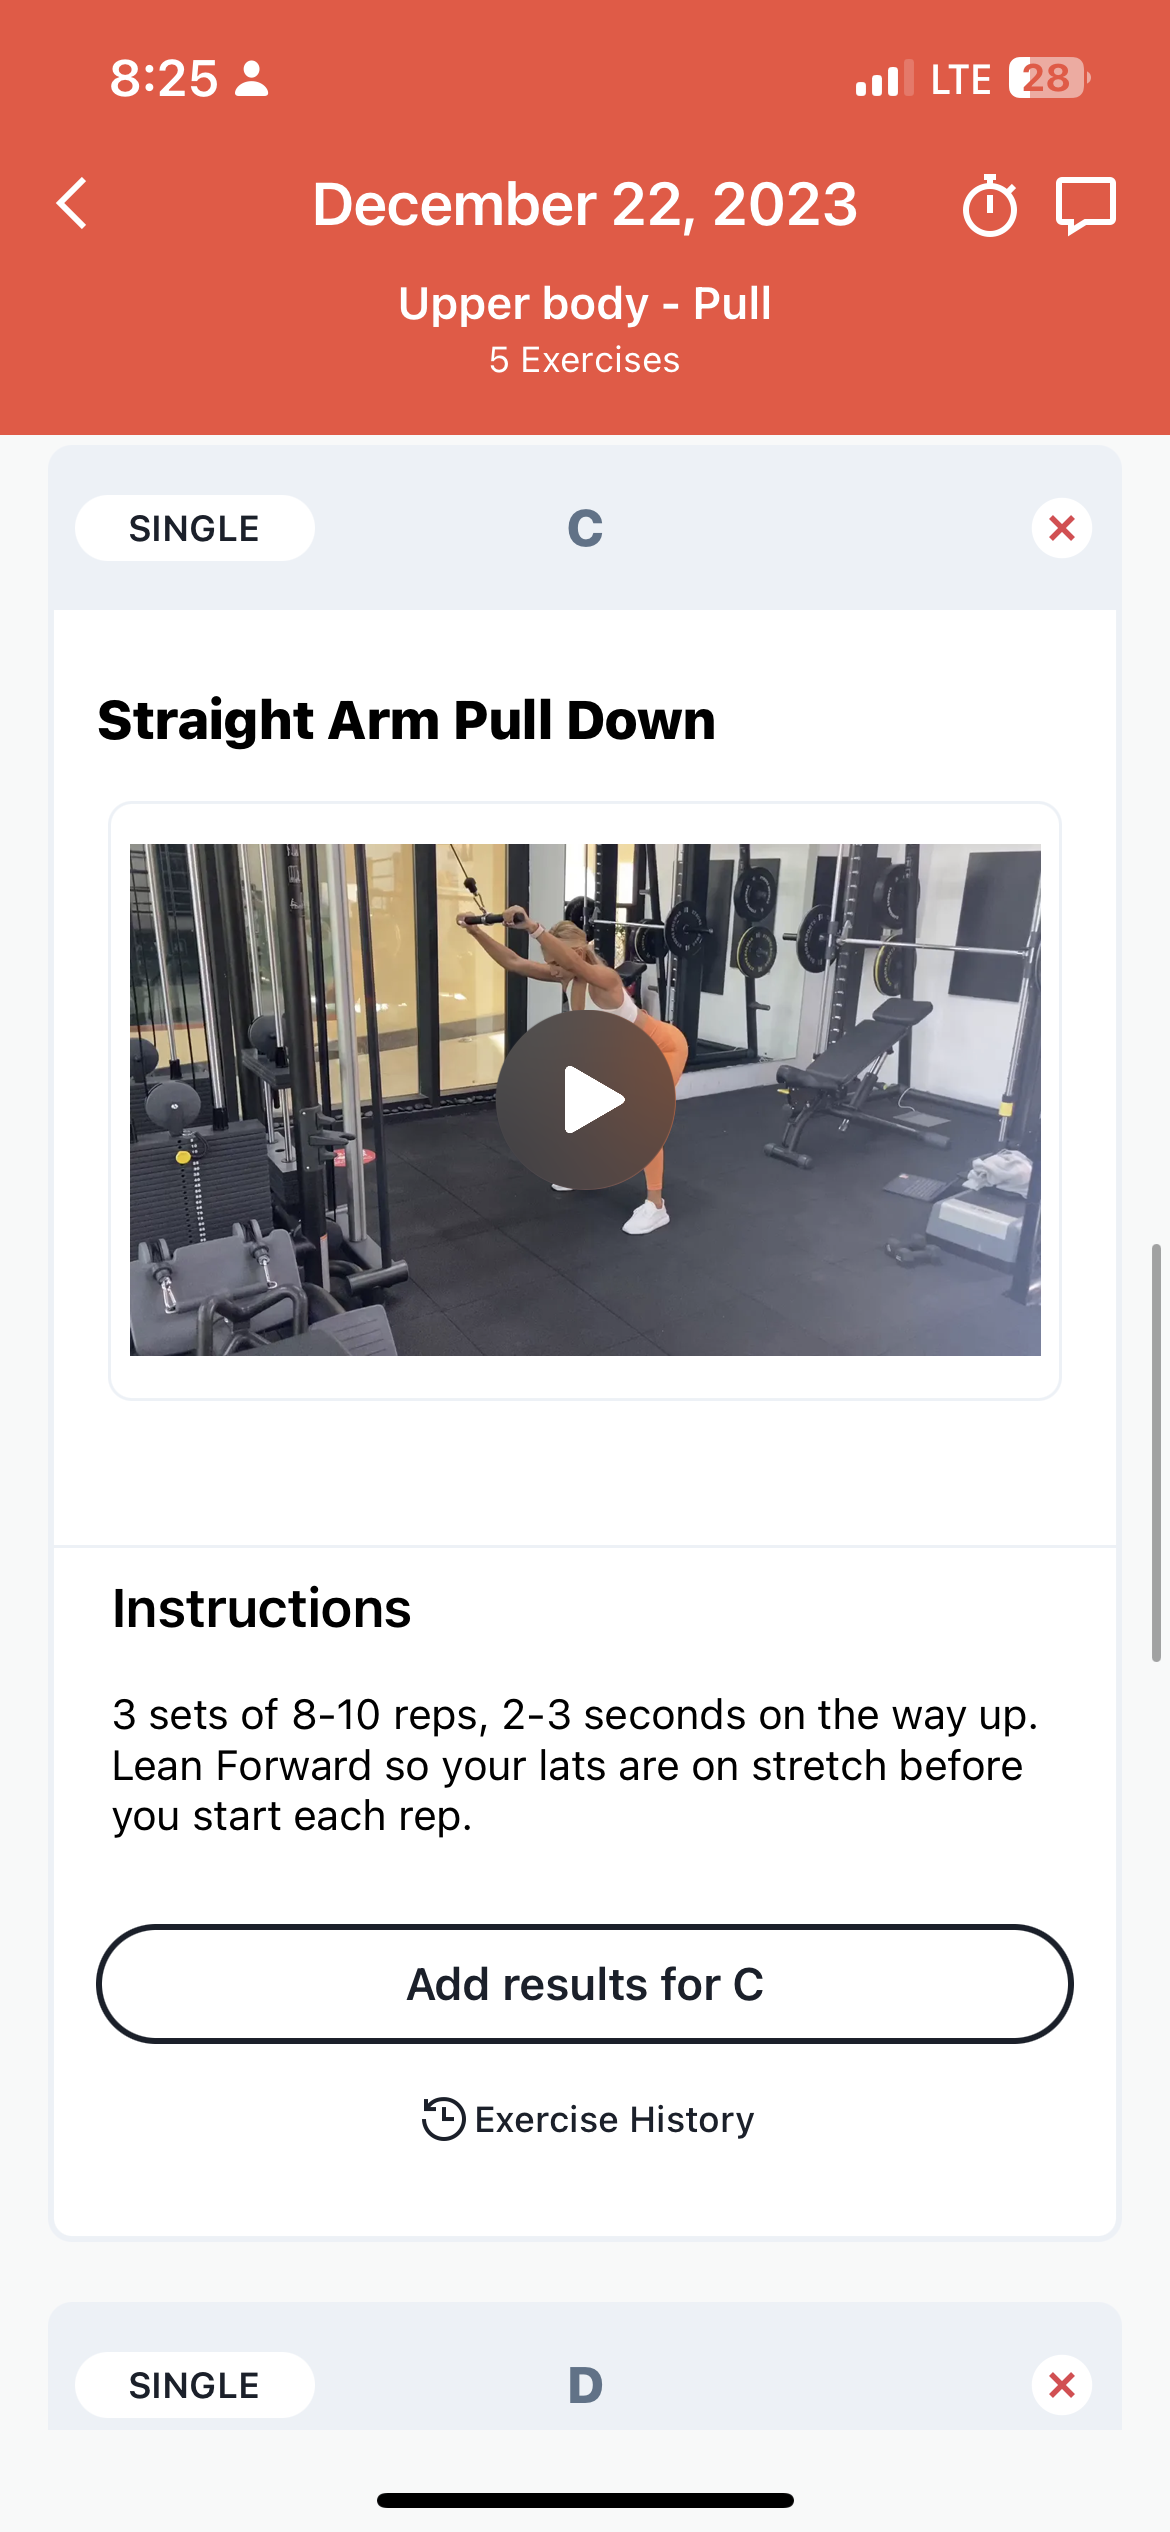 8:25
LTE 28
December 22, 2023
Upper body - Pull
5 Exercises
SINGLE
C
Straight Arm Pull Down
Instructions
3 sets of 8-10 reps, 2-3 seconds on the way up.
Lean Forward so your lats are on stretch before
you start each rep.
Add results for C
Exercise History
SINGLE
D